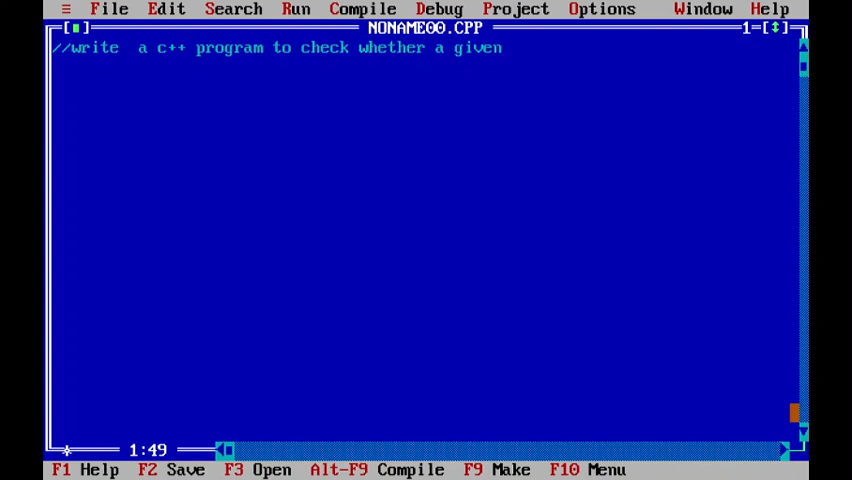 ≡ File Edit Search Run Compile Debug Project Options Window Help
[■] NONAME00.CPP 1=[↕]
//write  a c++ program to check whether a given
* 1:49
F1 Help F2 Save F3 Open Alt-F9 Compile F9 Make F10 Menu